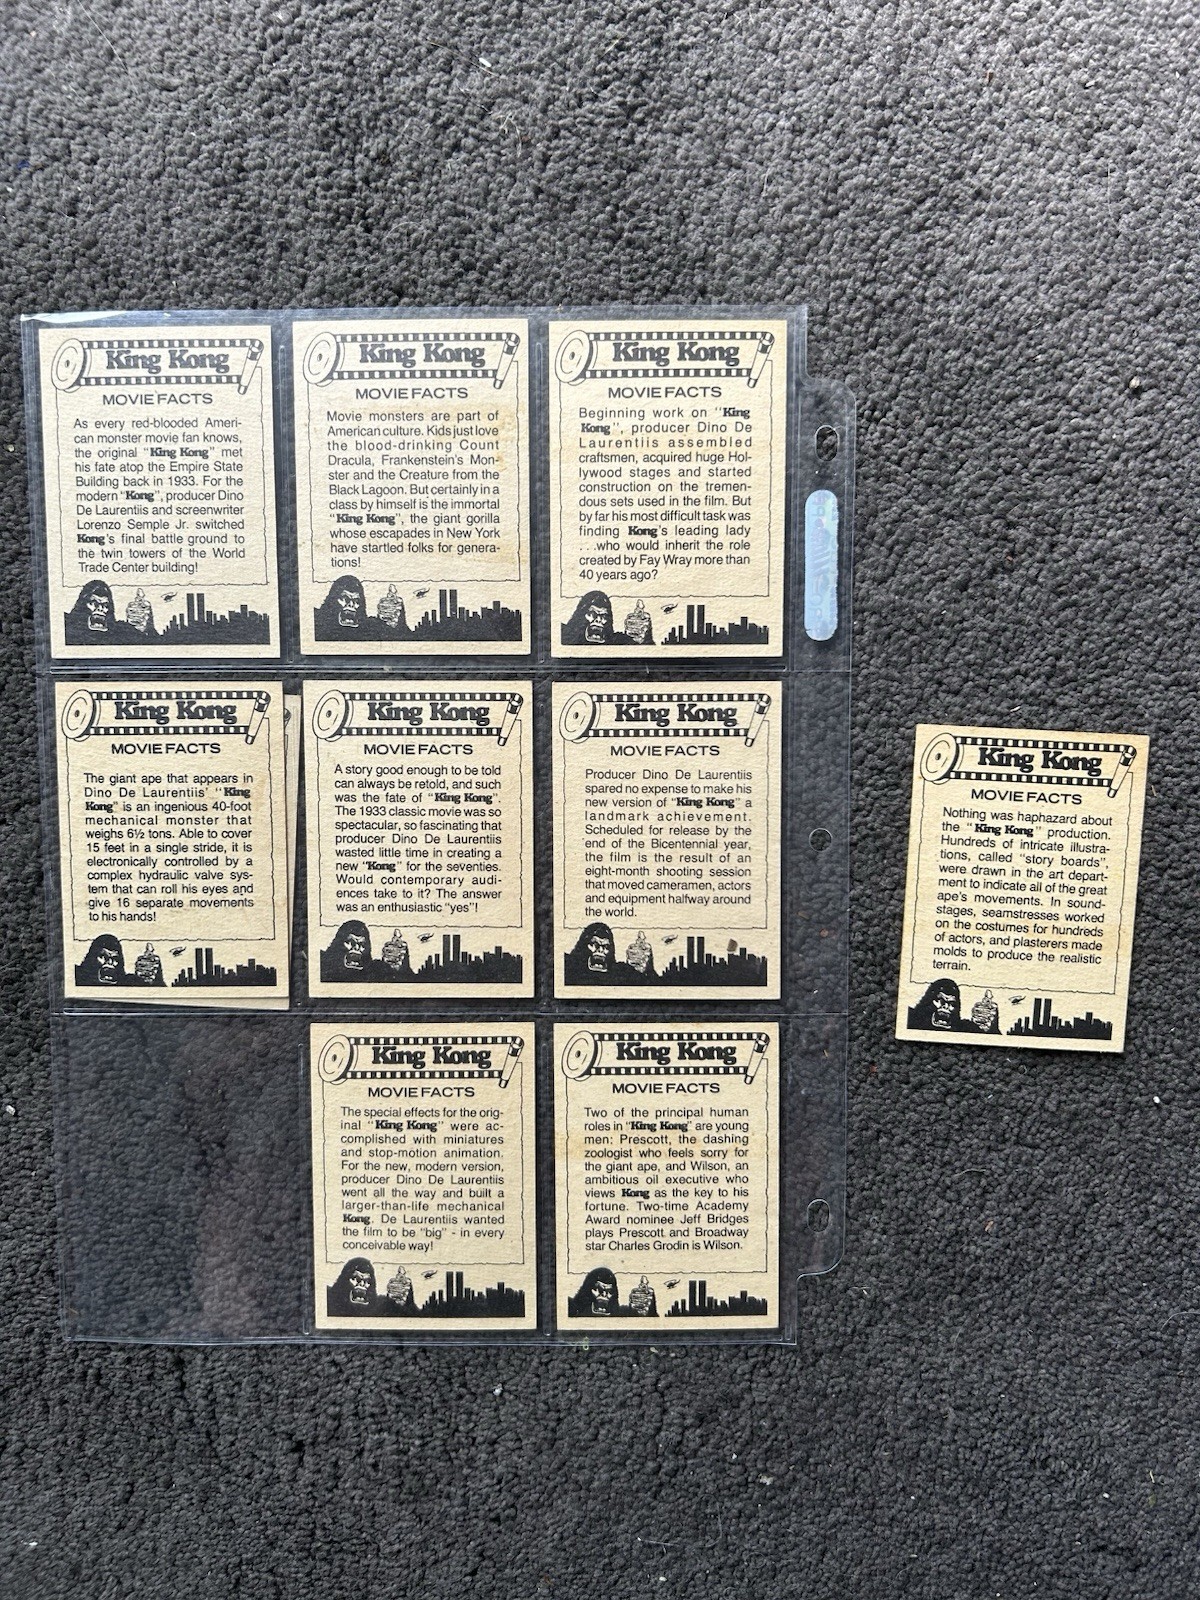 King Kong
MOVIE FACTS
As every red-blooded Ameri-
can monster movie fan knows,
the original "King Kong" met
his fate atop the Empire State
Building back in 1933. For the
modern "Kong", producer Dino
De Laurentiis and screenwriter
Lorenzo Semple Jr. switched
Kong's final battle ground to
the twin towers of the World
Trade Center building!
King Kong
MOVIE FACTS
Movie monsters are part of
American culture. Kids just love
the blood-drinking Count
Dracula, Frankenstein's Mon-
ster and the Creature from the
Black Lagoon. But certainly in a
class by himself is the immortal
"King Kong", the giant gorilla
whose escapades in New York
have startled folks for genera-
tions!
King Kong
MOVIE FACTS
Beginning work on "King
Kong", producer Dino De
Laurentiis assembled
craftsmen, acquired huge Hol-
lywood stages and started
construction on the tremen-
dous sets used in the film. But
by far his most difficult task was
finding Kong's leading lady
...who would inherit the role
created by Fay Wray more than
40 years ago?
King Kong
MOVIE FACTS
The giant ape that appears in
Dino De Laurentiis' "King
Kong" is an ingenious 40-foot
mechanical monster that
weighs 6½ tons. Able to cover
15 feet in a single stride, it is
electronically controlled by a
complex hydraulic valve sys-
tem that can roll his eyes and
give 16 separate movements
to his hands!
King Kong
MOVIE FACTS
A story good enough to be told
can always be retold, and such
was the fate of "King Kong".
The 1933 classic movie was so
spectacular, so fascinating that
producer Dino De Laurentiis
wasted little time in creating a
new "Kong" for the seventies.
Would contemporary audi-
ences take to it? The answer
was an enthusiastic "yes"!
King Kong
MOVIE FACTS
Producer Dino De Laurentiis
spared no expense to make his
new version of "King Kong" a
landmark achievement.
Scheduled for release by the
end of the Bicentennial year,
the film is the result of an
eight-month shooting session
that moved cameramen, actors
and equipment halfway around
the world.
King Kong
MOVIE FACTS
Nothing was haphazard about
the "King Kong" production.
Hundreds of intricate illustra-
tions, called "story boards",
were drawn in the art depart-
ment to indicate all of the great
ape's movements. In sound-
stages, seamstresses worked
on the costumes for hundreds
of actors, and plasterers made
molds to produce the realistic
terrain.
King Kong
MOVIE FACTS
The special effects for the orig-
inal "King Kong" were ac-
complished with miniatures
and stop-motion animation.
For the new, modern version,
producer Dino De Laurentiis
went all the way and built a
larger-than-life mechanical
Kong. De Laurentiis wanted
the film to be "big" - in every
conceivable way!
King Kong
MOVIE FACTS
Two of the principal human
roles in "King Kong" are young
men: Prescott, the dashing
zoologist who feels sorry for
the giant ape, and Wilson, an
ambitious oil executive who
views Kong as the key to his
fortune. Two-time Academy
Award nominee Jeff Bridges
plays Prescott and Broadway
star Charles Grodin is Wilson.